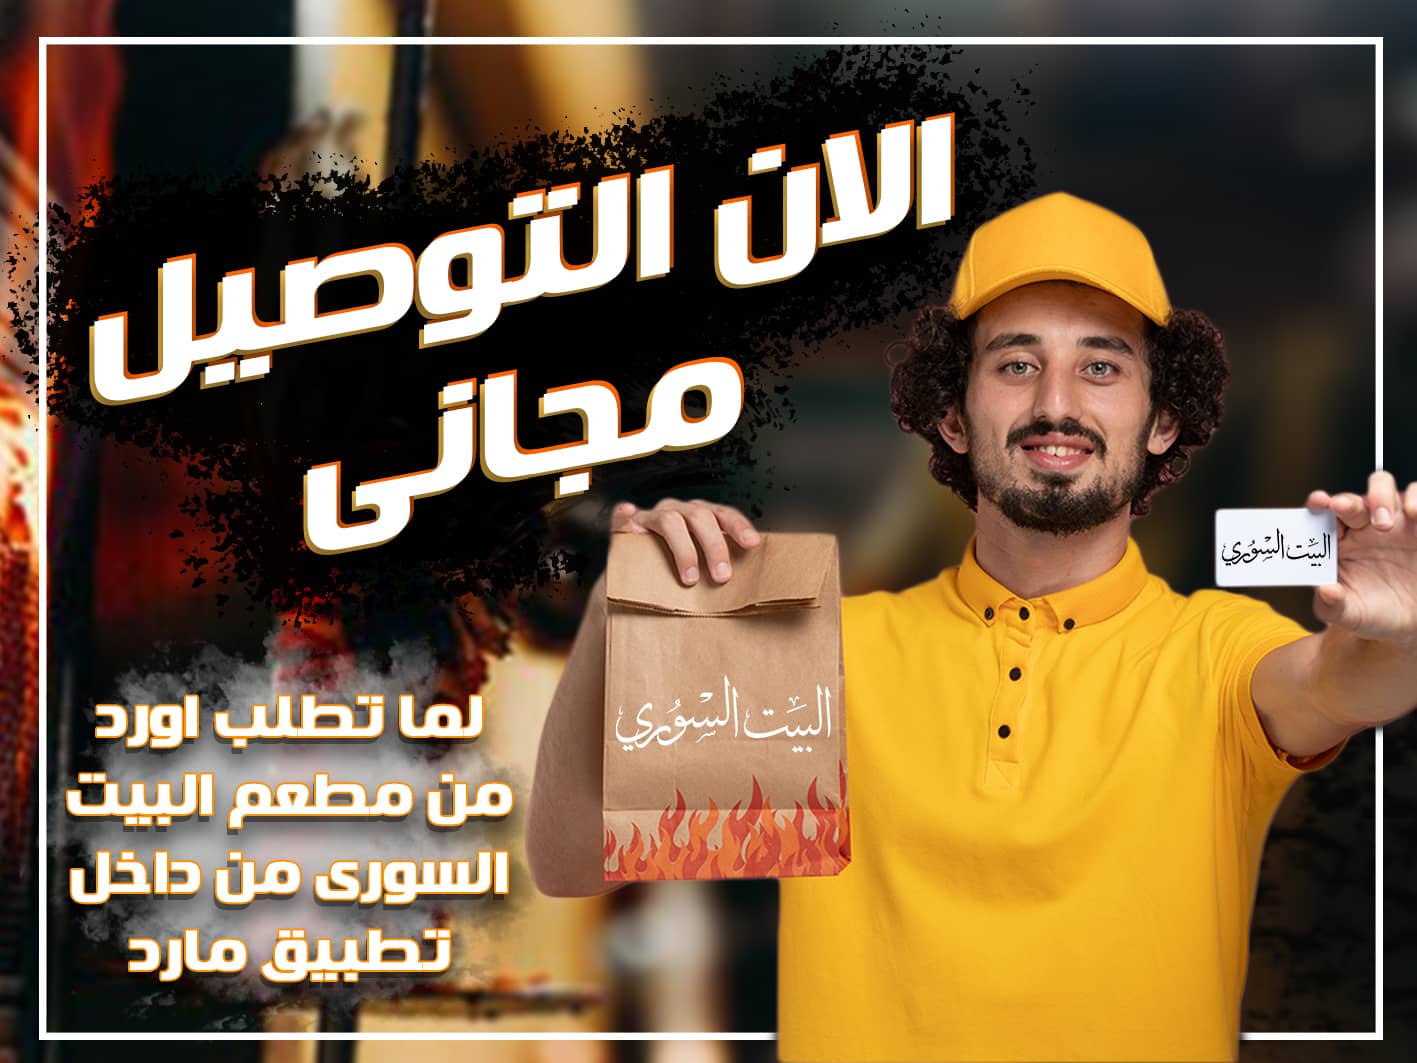 الان التوصيل
مجانى
لما تطلب اورد
من مطعم البيت
السورى من داخل
تطبيق مارد
البيت السوري
البيت السوري